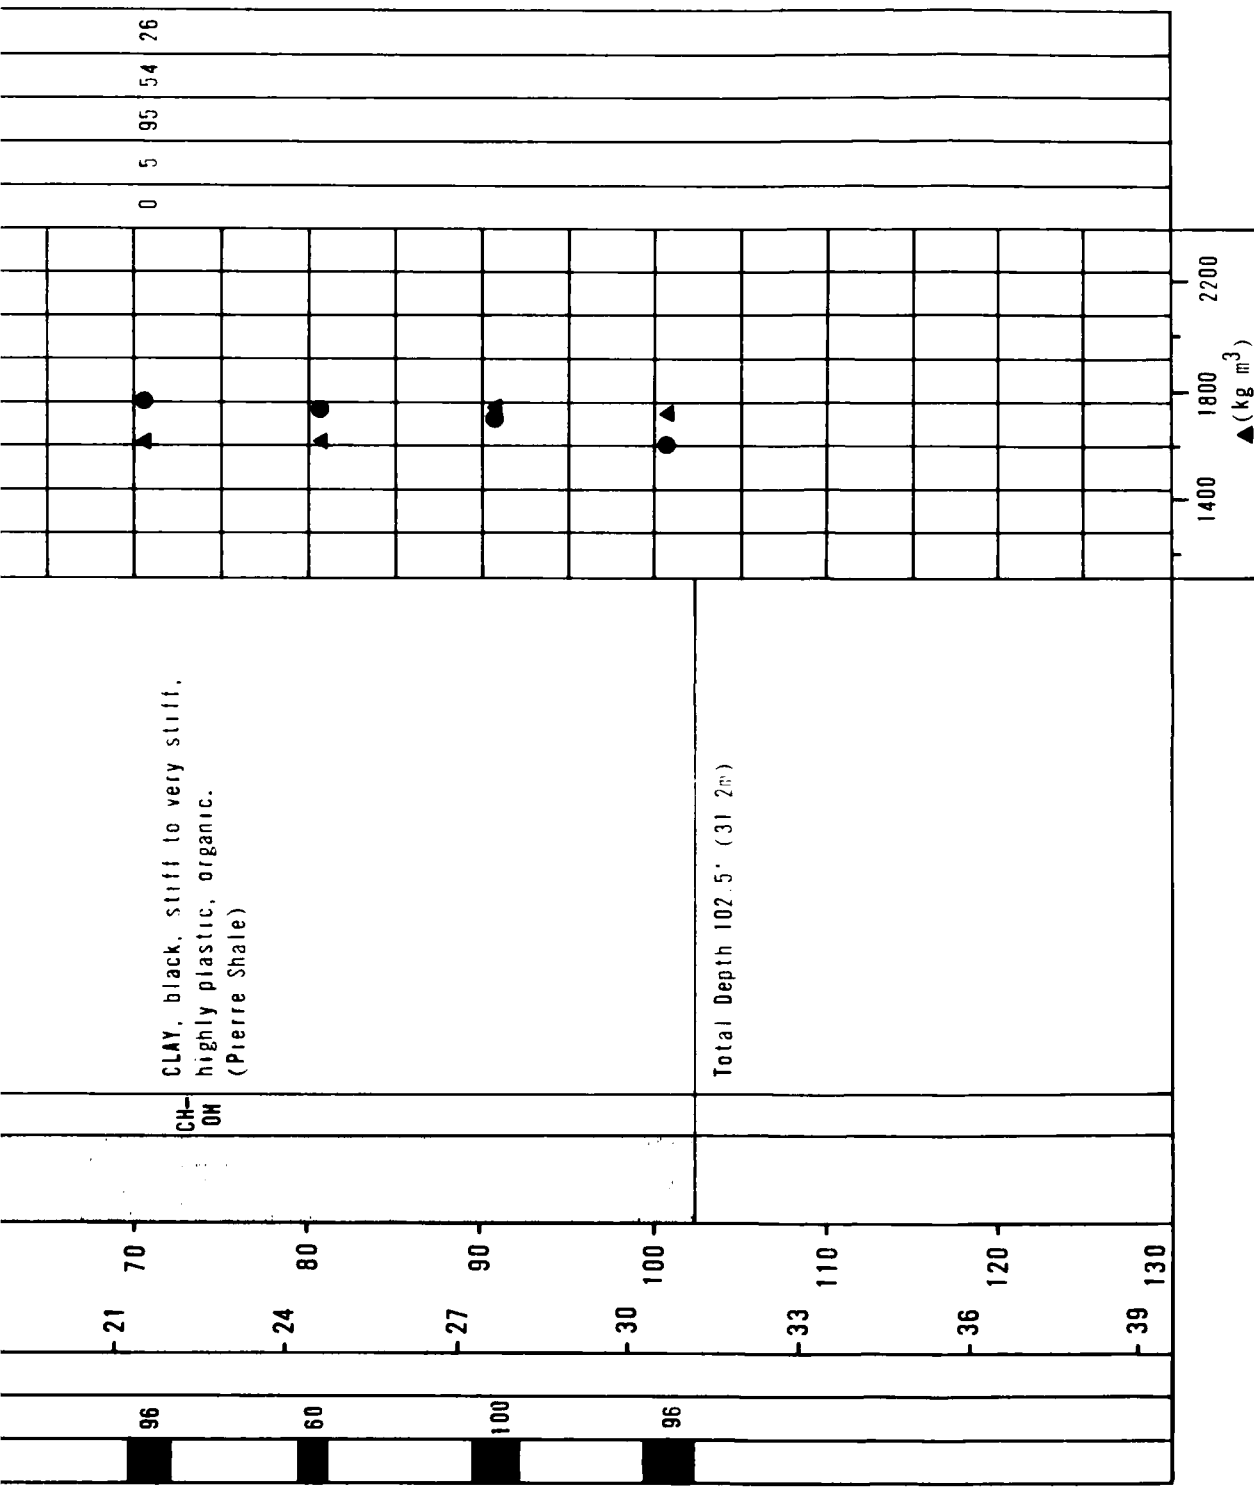 0 5 95 54 26
CLAY, black, stiff to very stiff,
highly plastic, organic.
(Pierre Shale)
CH-
OH
Total Depth 102.5' (31 2m)
70
80
90
100
110
120
130
21
24
27
30
33
36
39
96
60
100
96
1400
1800
2200
▲(kg m³)